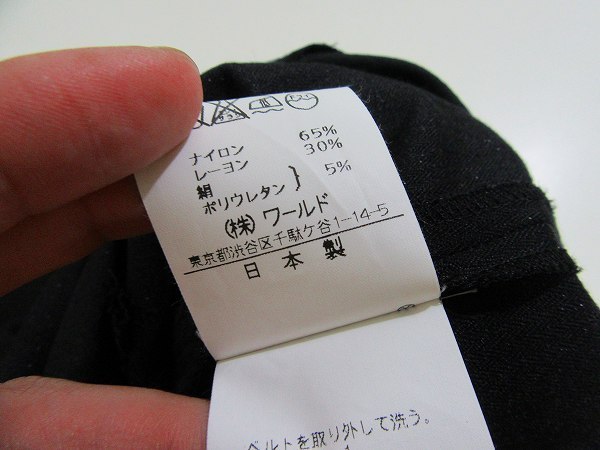 ナイロン 65%
レーヨン 30%
絹 } 5%
ポリウレタン
(株) ワールド
東京都渋谷区千駄ケ谷1-14-5
日本製
ベルトを取り外して洗う。